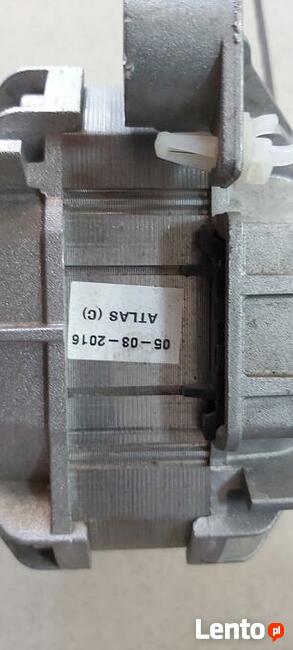 05-03-2016
ATLAS (C)
Lento.pl